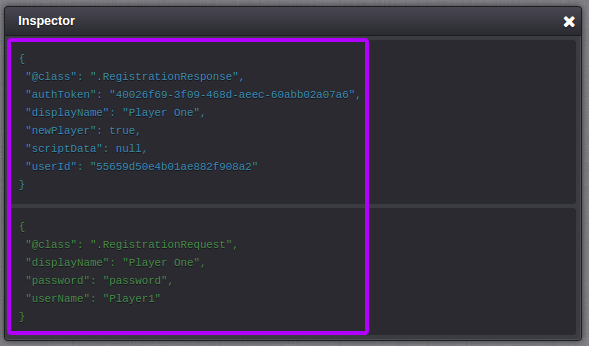 Inspector
{
"@class": ".RegistrationResponse",
"authToken": "40026f69-3f09-468d-aeec-60abb02a07a6",
"displayName": "Player One",
"newPlayer": true,
"scriptData": null,
"userId": "55659d50e4b01ae882f908a2"
}
{
"@class": ".RegistrationRequest",
"displayName": "Player One",
"password": "password",
"userName": "Player1"
}